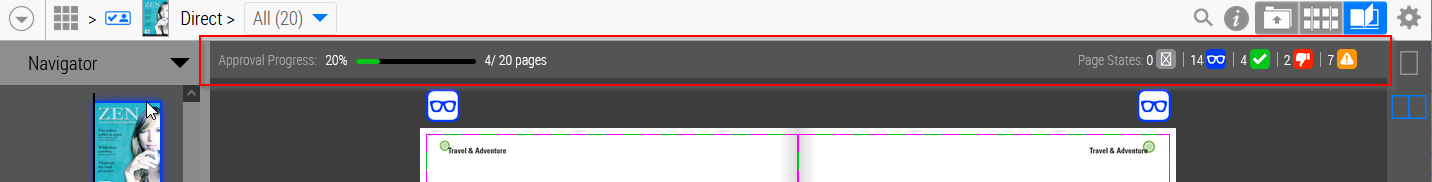 > Direct > All (20)
Navigator
Approval Progress: 20% 4/ 20 pages
Page States: 0 | 14 | 4 | 2 | 7
ZEN
Travel & Adventure
Travel & Adventure